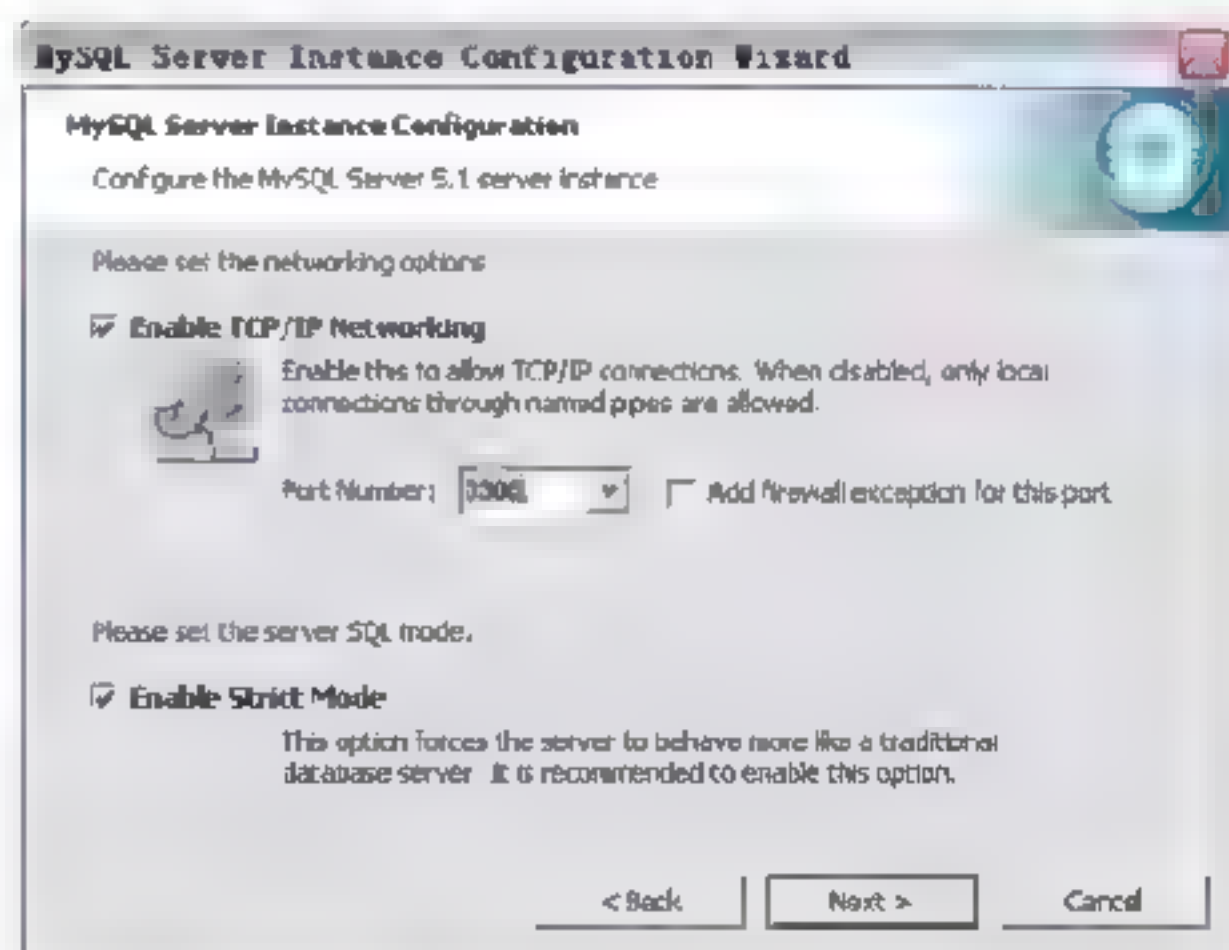 MySQL Server Instance Configuration Wizard
MySQL Server Instance Configuration
Configure the MySQL Server 5.1 server instance
Please set the networking options
Enable TCP/IP Networking
Enable this to allow TCP/IP connections. When disabled, only local
connections through named pipes are allowed.
Port Number: Add firewall exception for this port
Please set the server SQL mode.
Enable Strict Mode
This option forces the server to behave more like a traditional
database server. It is recommended to enable this option.
< Back Next > Cancel